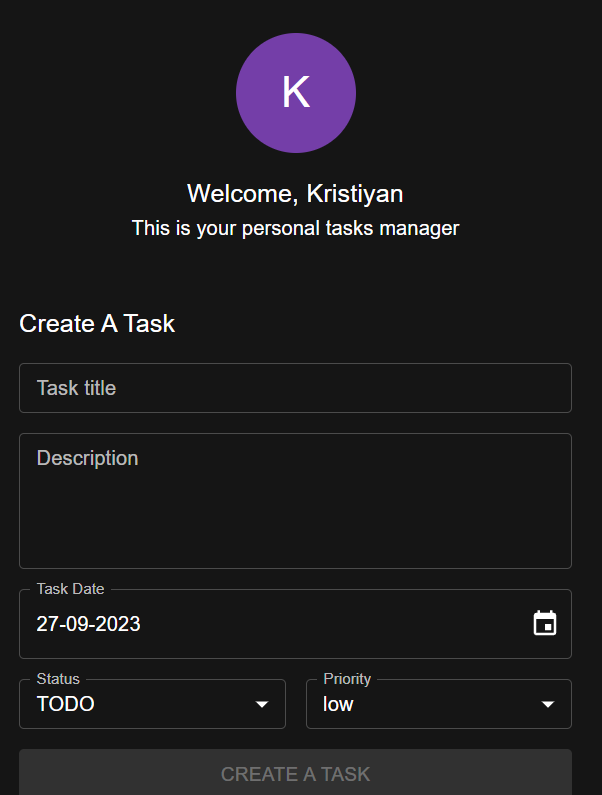 K
Welcome, Kristiyan
This is your personal tasks manager
Create A Task
Task title
Description
Task Date
27-09-2023
Status
TODO
Priority
low
CREATE A TASK